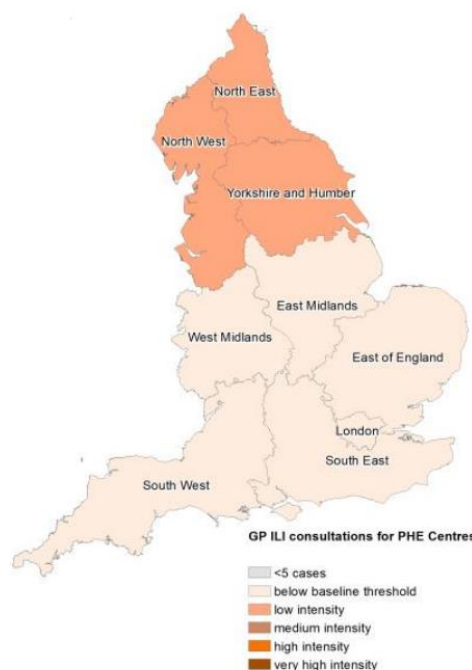 North East
North West
Yorkshire and Humber
East Midlands
West Midlands
East of England
London
South East
South West
GP ILI consultations for PHE Centres
<5 cases
below baseline threshold
low intensity
medium intensity
high intensity
very high intensity